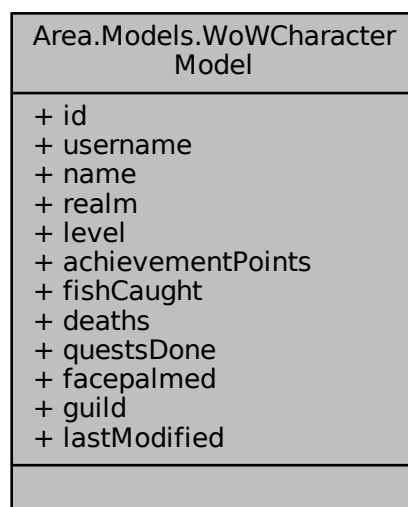 Area.Models.WoWCharacter
Model
+ id
+ username
+ name
+ realm
+ level
+ achievementPoints
+ fishCaught
+ deaths
+ questsDone
+ facepalmed
+ guild
+ lastModified